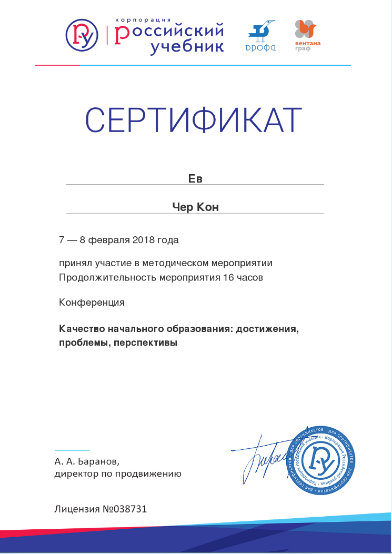 корпорация
Российский
учебник
дрофа
вентана
граф
СЕРТИФИКАТ
Ев
Чер Кон
7 — 8 февраля 2018 года
принял участие в методическом мероприятии
Продолжительность мероприятия 16 часов
Конференция
Качество начального образования: достижения,
проблемы, перспективы
А. А. Баранов,
директор по продвижению
Лицензия №038731